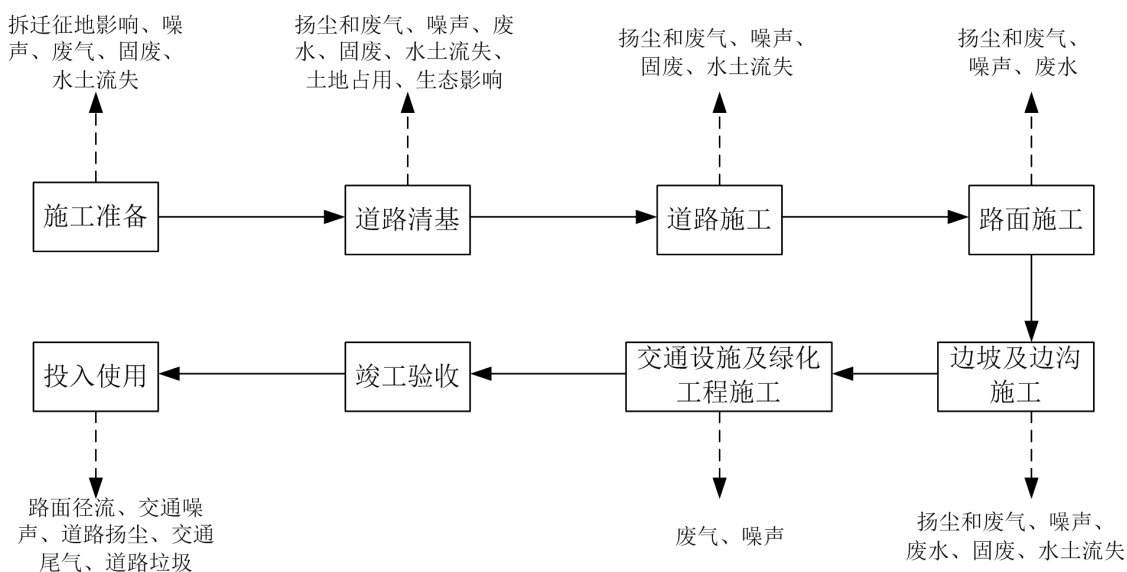 拆迁征地影响、噪
声、废气、固废、
水土流失
扬尘和废气、噪声、废
水、固废、水土流失、
土地占用、生态影响
扬尘和废气、噪声、
固废、水土流失
扬尘和废气、
噪声、废水
施工准备
道路清基
道路施工
路面施工
投入使用
竣工验收
交通设施及绿化
工程施工
边坡及边沟
施工
路面径流、交通噪
声、道路扬尘、交通
尾气、道路垃圾
废气、噪声
扬尘和废气、噪声、
废水、固废、水土流失